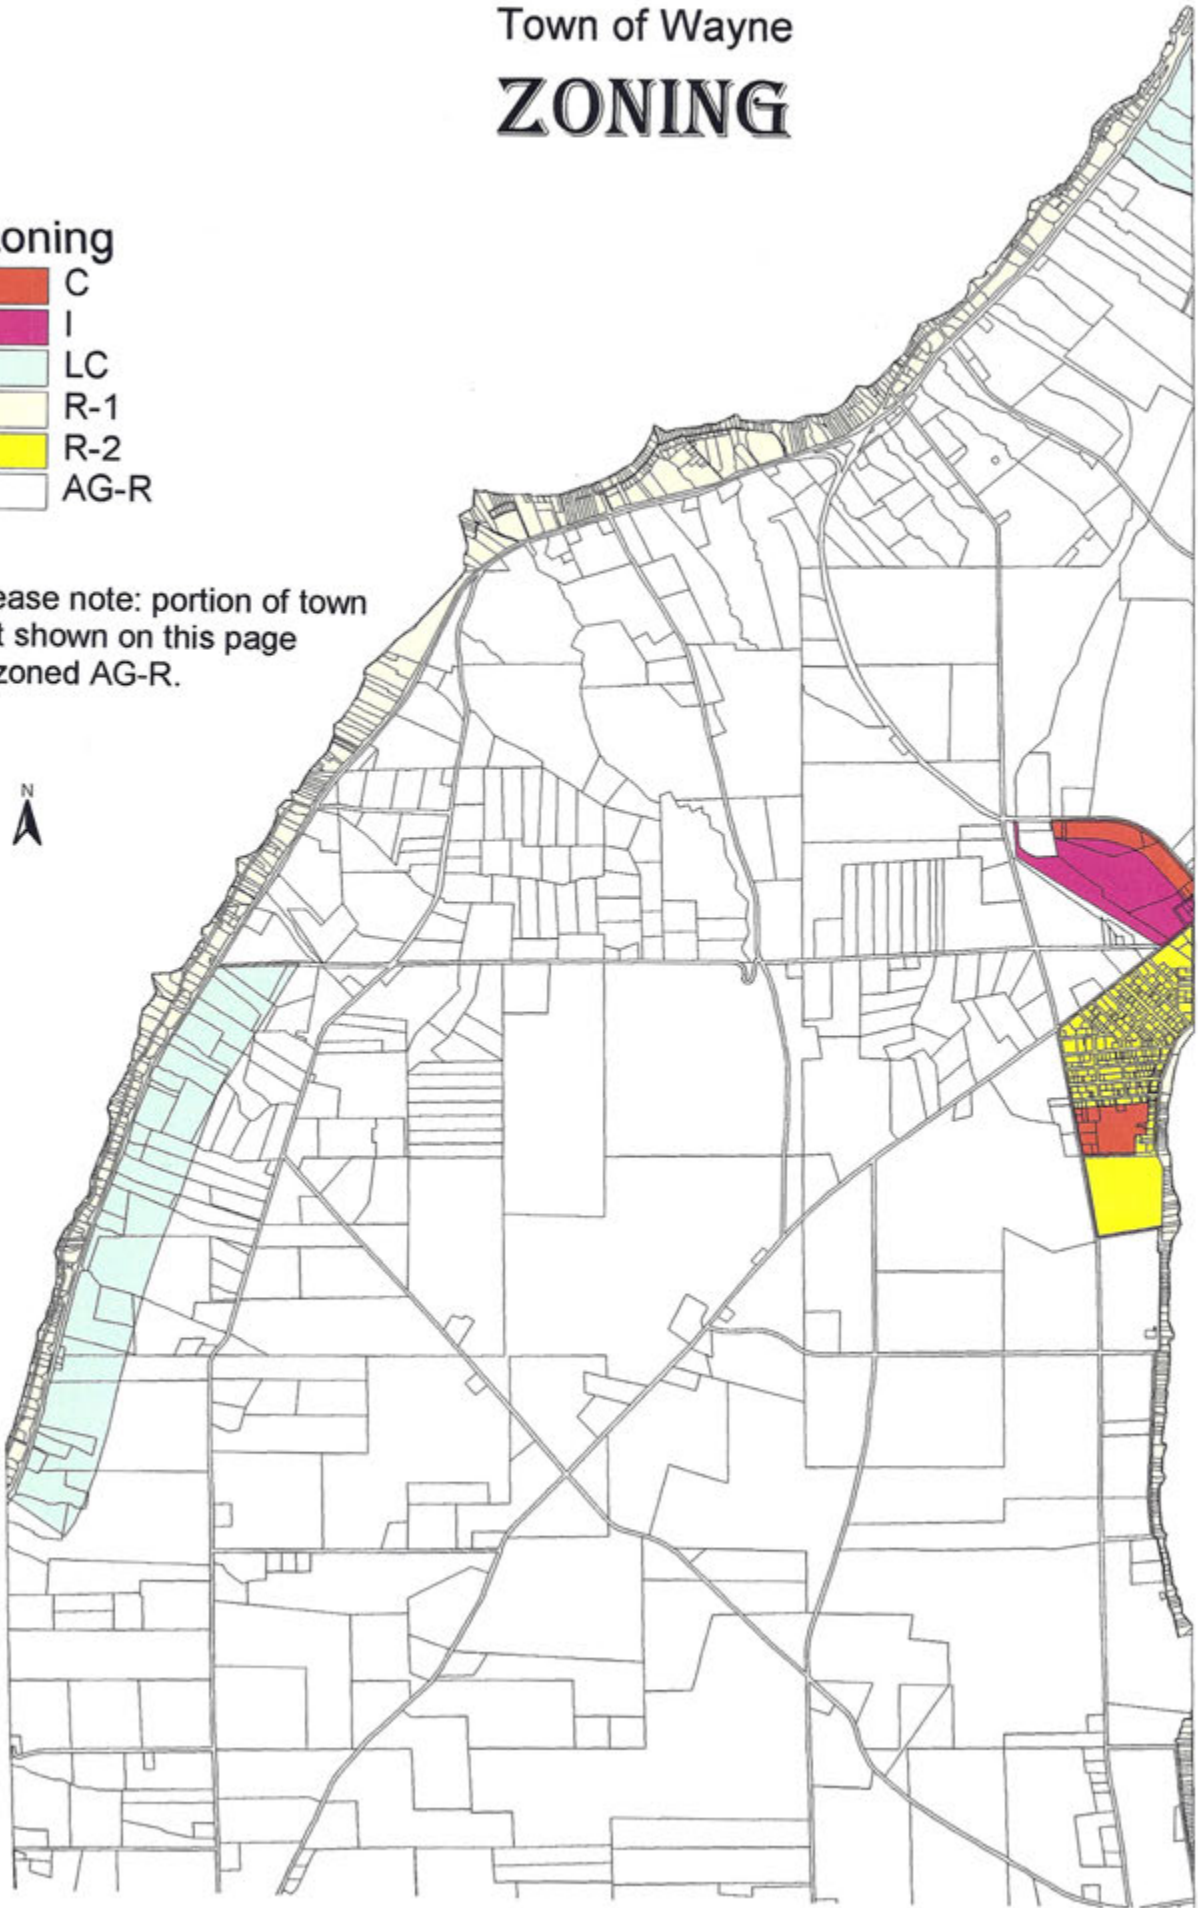 Town of Wayne
ZONING
oning
C
I
LC
R-1
R-2
AG-R
ease note: portion of town
t shown on this page
zoned AG-R.
N